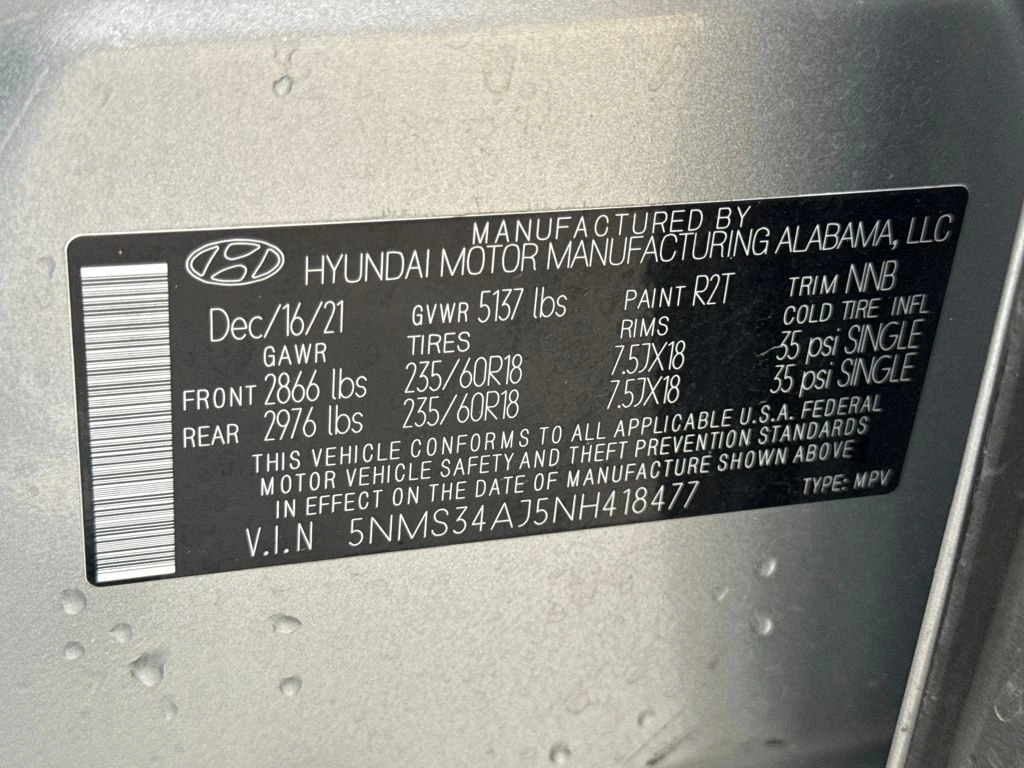 MANUFACTURED BY
HYUNDAI MOTOR MANUFACTURING ALABAMA, LLC
Dec/16/21 GVWR 5137 lbs PAINT R2T TRIM NNB
GAWR TIRES RIMS COLD TIRE INFL
FRONT 2866 lbs 235/60R18 7.5JX18 35 psi SINGLE
REAR 2976 lbs 235/60R18 7.5JX18 35 psi SINGLE
THIS VEHICLE CONFORMS TO ALL APPLICABLE U.S.A. FEDERAL
MOTOR VEHICLE SAFETY AND THEFT PREVENTION STANDARDS
IN EFFECT ON THE DATE OF MANUFACTURE SHOWN ABOVE
V.I.N 5NMS34AJ5NH418477 TYPE: MPV